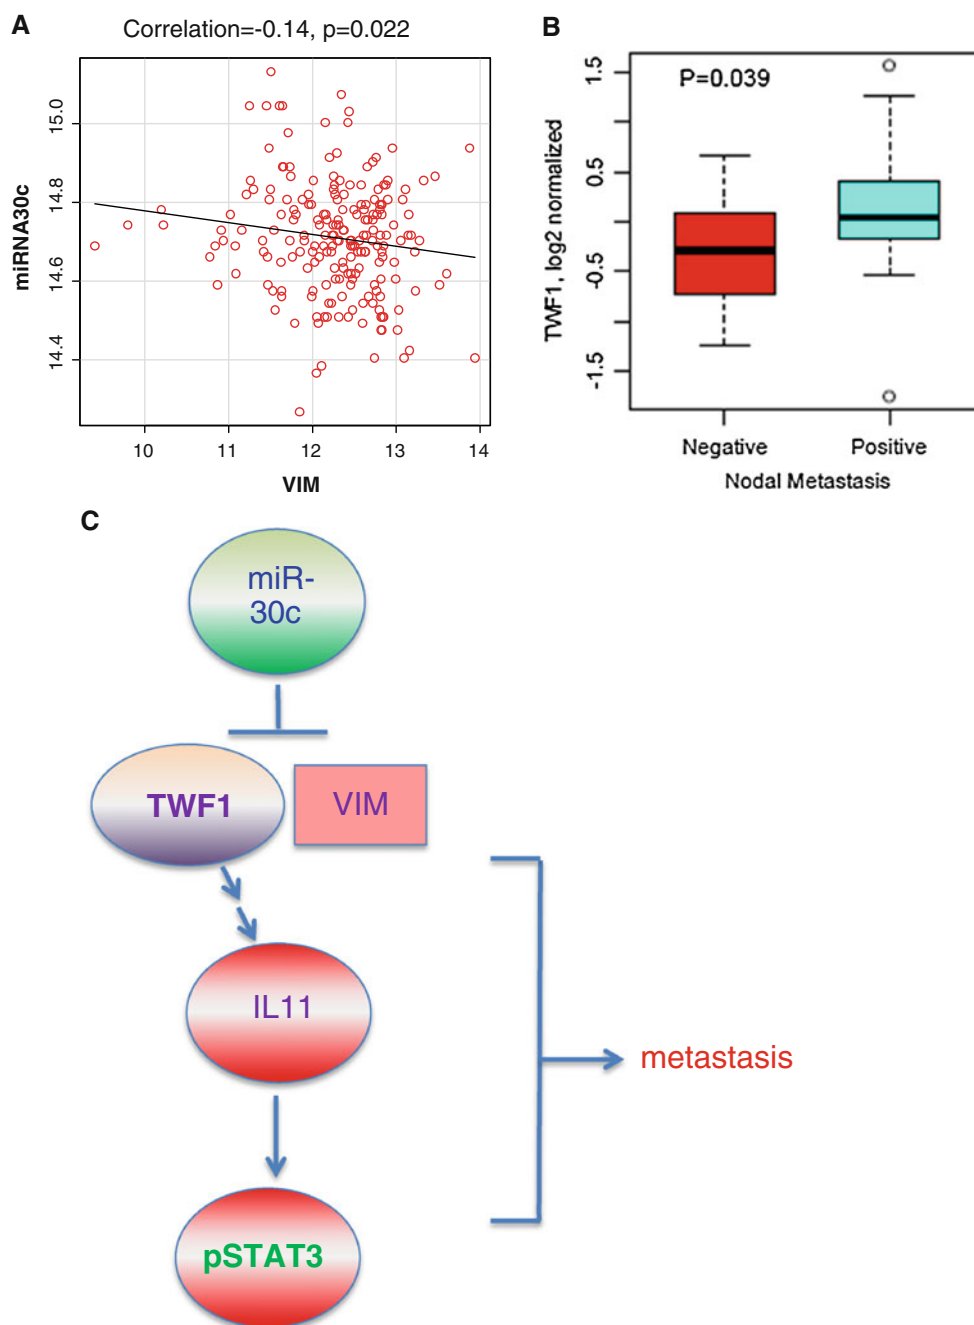 A
Correlation=-0.14, p=0.022
miRNA30c
15.0
14.8
14.6
14.4
10 11 12 13 14
VIM
B
P=0.039
TWF1, log2 normalized
1.5
0.5
-0.5
-1.5
Negative Positive
Nodal Metastasis
C
miR-
30c
TWF1 VIM
IL11
metastasis
pSTAT3